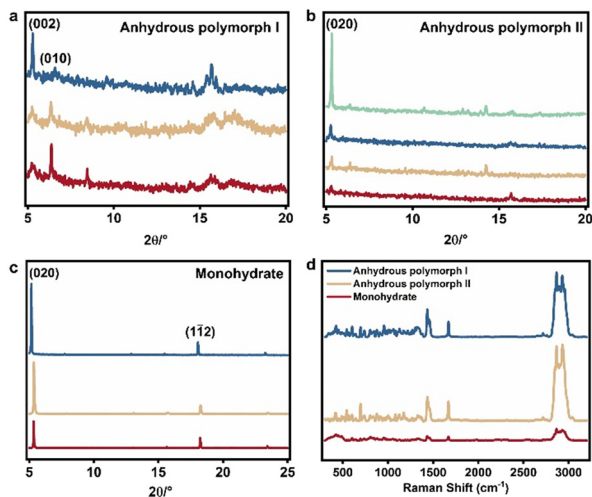 a
Anhydrous polymorph I
(002)
(010)
5 10 15 20
2θ/°
b
Anhydrous polymorph II
(020)
5 10 15 20
2θ/°
c
Monohydrate
(020)
(11̄2)
5 10 15 20 25
2θ/°
d
Anhydrous polymorph I
Anhydrous polymorph II
Monohydrate
500 1000 1500 2000 2500 3000
Raman Shift (cm⁻¹)